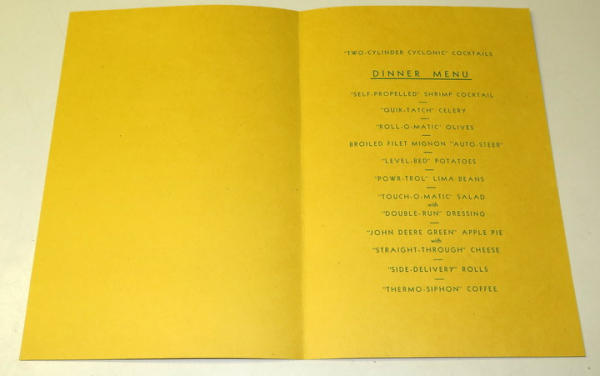 "TWO-CYLINDER CYCLONIC" COCKTAILS
DINNER MENU
"SELF-PROPELLED" SHRIMP COCKTAIL
"QUIK-TATCH" CELERY
"ROLL-O-MATIC" OLIVES
BROILED FILET MIGNON "AUTO-STEER"
"LEVEL-BED" POTATOES
"POWR-TROL" LIMA BEANS
"TOUCH-O-MATIC" SALAD
with
"DOUBLE-RUN" DRESSING
"JOHN DEERE GREEN" APPLE PIE
with
"STRAIGHT-THROUGH" CHEESE
"SIDE-DELIVERY" ROLLS
"THERMO-SIPHON" COFFEE